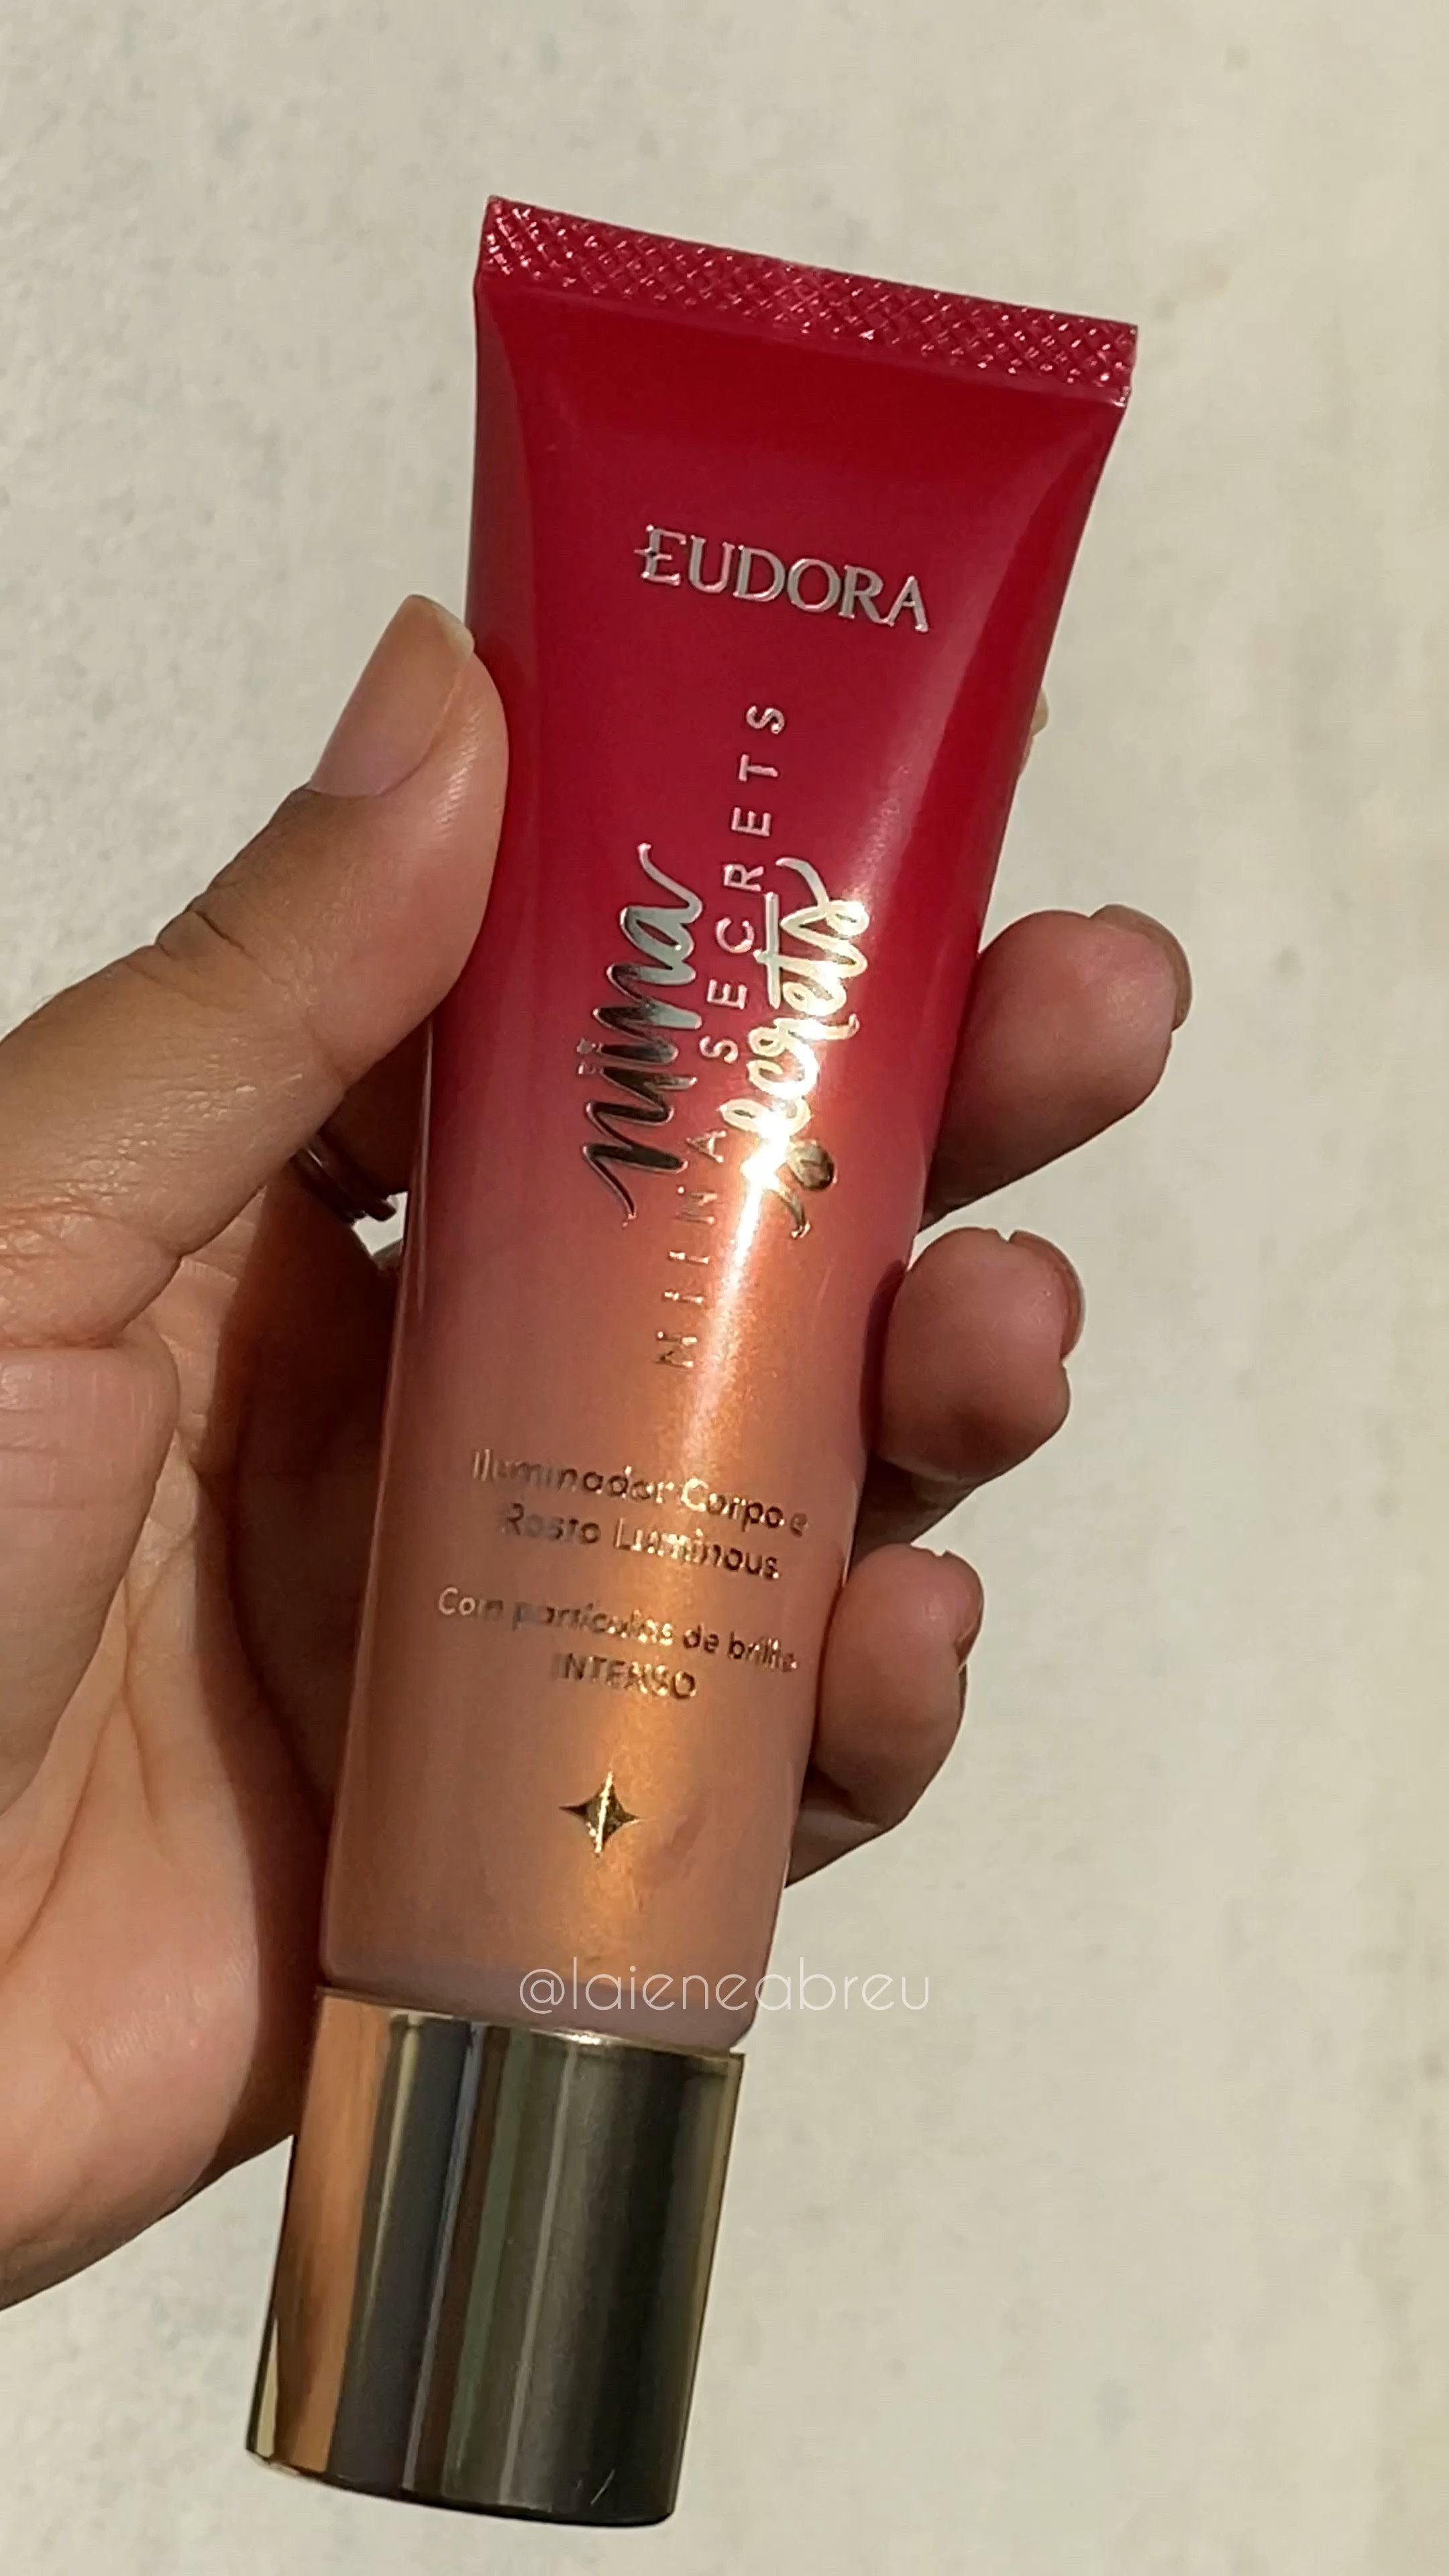 EUDORA
niina
NIINA SECRETS
secrets
Iluminador Corpo e
Rosto Luminous
Com partículas de brilho
INTENSO
@laieneabreu